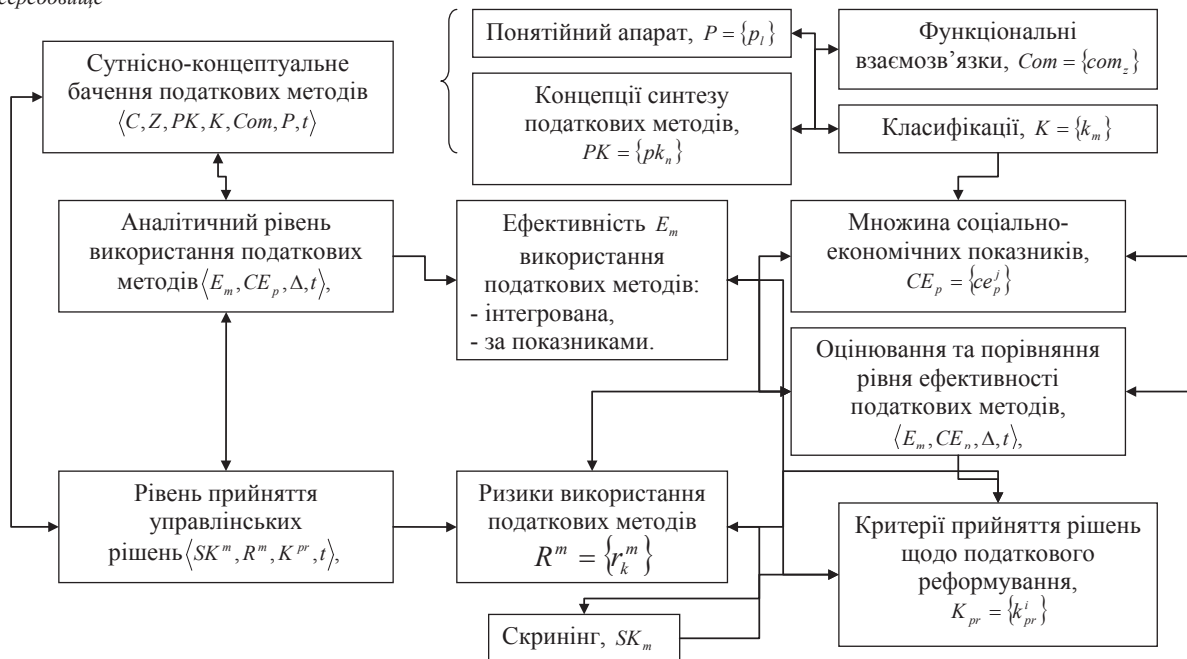 середовище
Сутнісно-концептуальне
бачення податкових методів
⟨C, Z, PK, K, Com, P, t⟩
Понятійний апарат, P = {p_l}
Концепції синтезу
податкових методів,
PK = {pk_n}
Функціональні
взаємозв’язки, Com = {com_z}
Класифікації, K = {k_m}
Аналітичний рівень
використання податкових
методів ⟨E_m, CE_p, Δ, t⟩,
Ефективність E_m
використання
податкових методів:
- інтегрована,
- за показниками.
Множина соціально-
економічних показників,
CE_p = {ce_p^j}
Оцінювання та порівняння
рівня ефективності
податкових методів,
⟨E_m, CE_p, Δ, t⟩,
Рівень прийняття
управлінських
рішень ⟨SK^m, R^m, K^pr, t⟩,
Ризики використання
податкових методів
R^m = {r_k^m}
Критерії прийняття рішень
щодо податкового
реформування,
K_pr = {k_pr^i}
Скринінг, SK_m